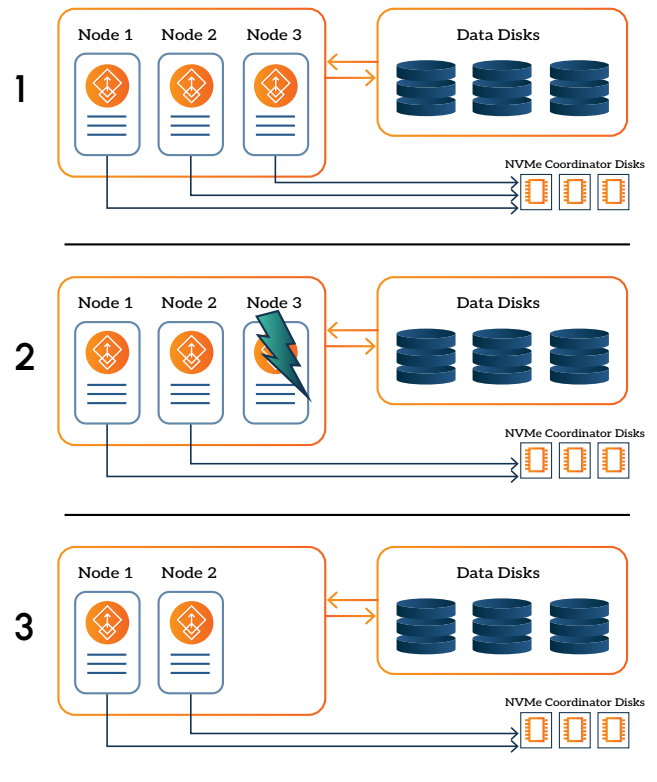 Node 1 Node 2 Node 3 Data Disks
1
NVMe Coordinator Disks
Node 1 Node 2 Node 3 Data Disks
2
NVMe Coordinator Disks
Node 1 Node 2 Data Disks
3
NVMe Coordinator Disks